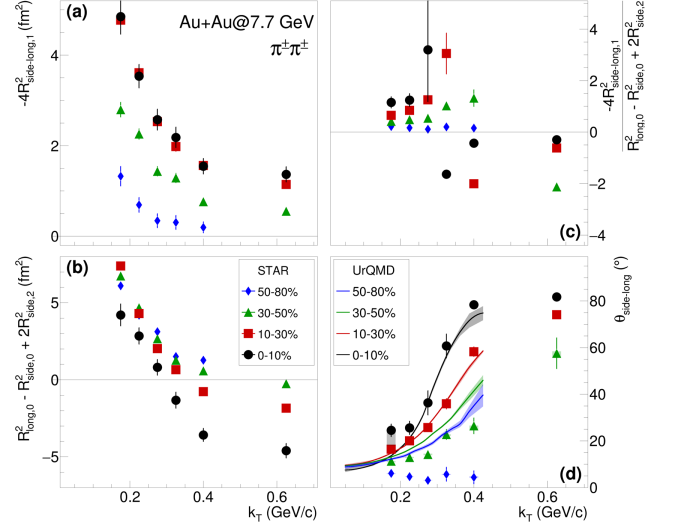 (a)
Au+Au@7.7 GeV
π±π±
-4R²side-long,1 (fm²)
4
2
0
(c)
-4R²side-long,1
R²long,0 - R²side,0 + 2R²side,2
4
2
0
−2
−4
(b)
R²long,0 - R²side,0 + 2R²side,2 (fm²)
5
0
−5
STAR
50-80%
30-50%
10-30%
0-10%
0.2
0.4
0.6
kT (GeV/c)
UrQMD
50-80%
30-50%
10-30%
0-10%
(d)
θside-long (°)
100
80
60
40
20
0
0.2
0.4
0.6
kT (GeV/c)